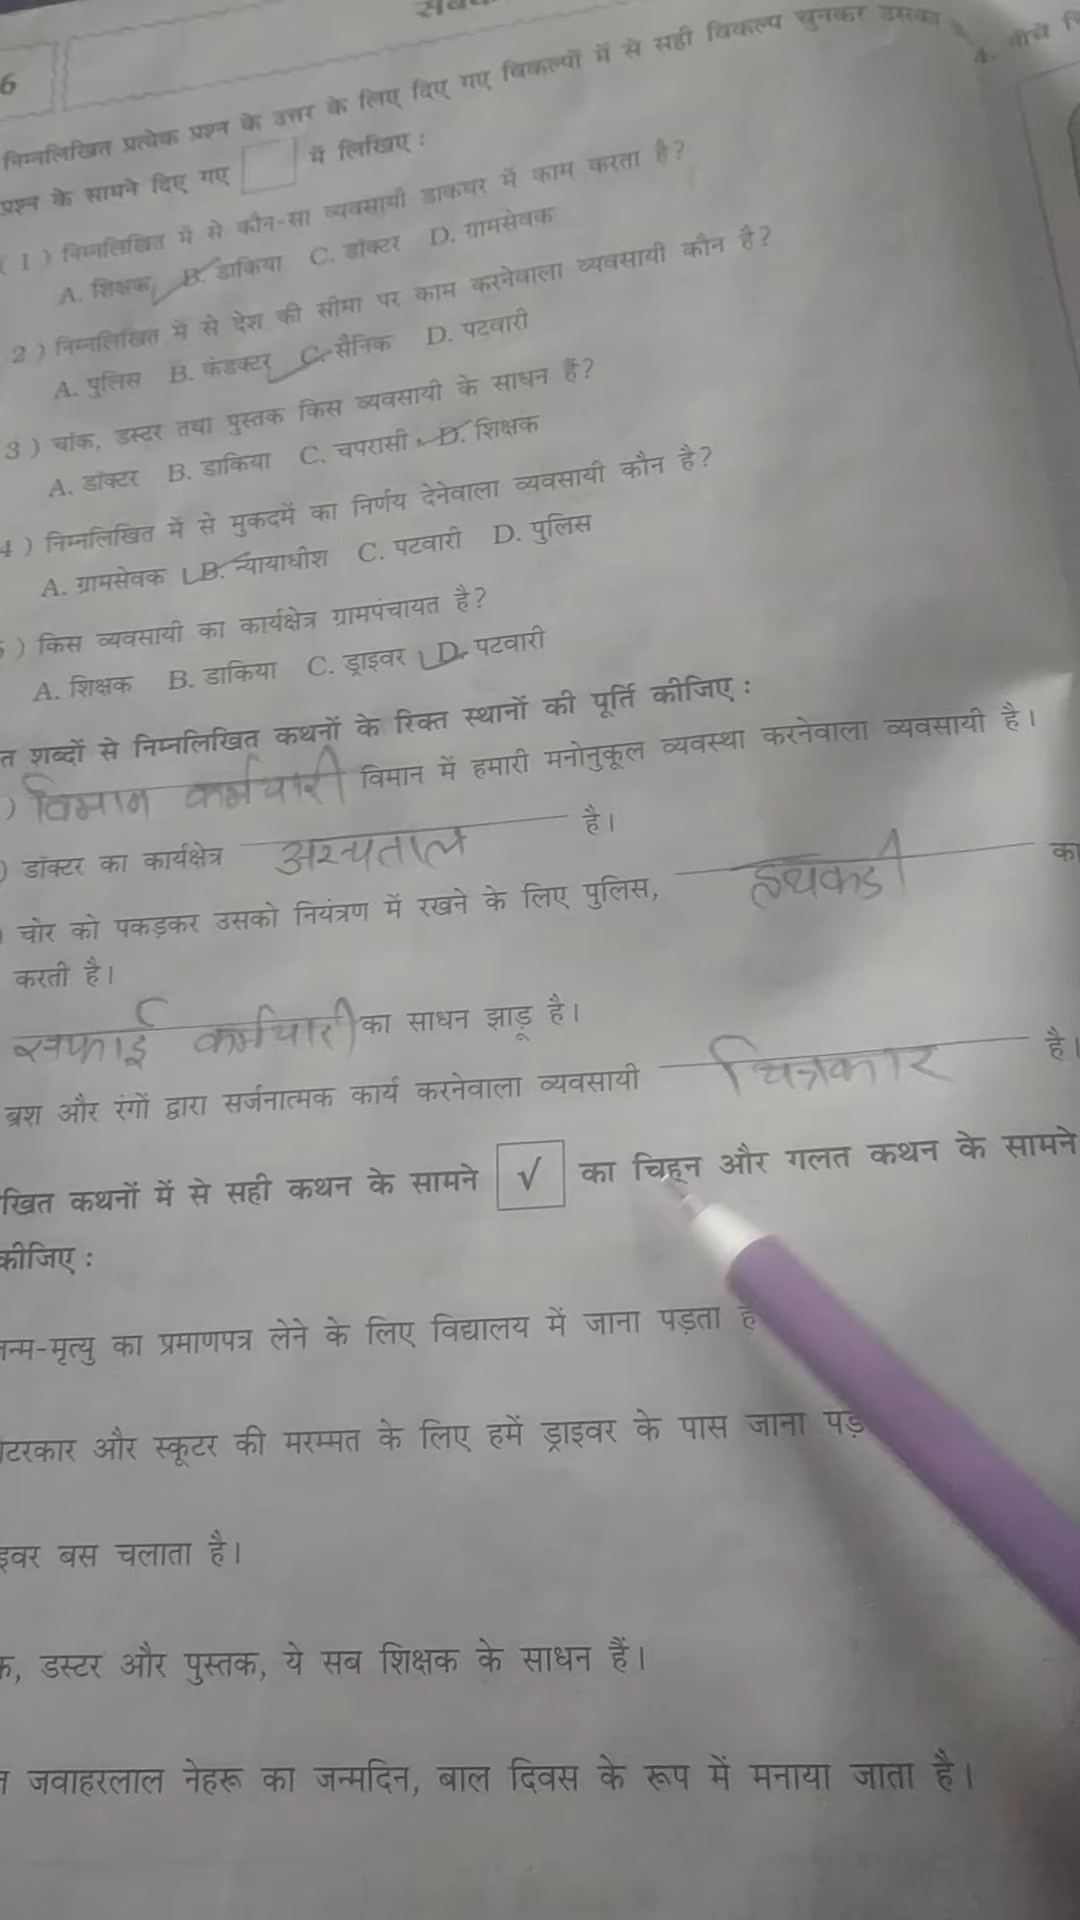 6
निम्नलिखित प्रत्येक प्रश्न के उत्तर के लिए दिए गए विकल्पों में से सही विकल्प चुनकर उसका
4. नीचे
प्रश्न के सामने दिए गए में लिखिए :
( 1 ) निम्नलिखित में से कौन-सा व्यवसायी डाकघर में काम करता है?
A. शिक्षक B. डाकिया C. डॉक्टर D. ग्रामसेवक
2 ) निम्नलिखित में से देश की सीमा पर काम करनेवाला व्यवसायी कौन है?
A. पुलिस B. कंडक्टर C. सैनिक D. पटवारी
3 ) चॉक, डस्टर तथा पुस्तक किस व्यवसायी के साधन हैं?
A. डॉक्टर B. डाकिया C. चपरासी D. शिक्षक
4 ) निम्नलिखित में से मुकदमें का निर्णय देनेवाला व्यवसायी कौन है?
A. ग्रामसेवक B. न्यायाधीश C. पटवारी D. पुलिस
) किस व्यवसायी का कार्यक्षेत्र ग्रामपंचायत है?
A. शिक्षक B. डाकिया C. ड्राइवर D. पटवारी
त शब्दों से निम्नलिखित कथनों के रिक्त स्थानों की पूर्ति कीजिए :
) विमान कर्मचारी विमान में हमारी मनोनुकूल व्यवस्था करनेवाला व्यवसायी है।
) डॉक्टर का कार्यक्षेत्र अस्पताल है।
चोर को पकड़कर उसको नियंत्रण में रखने के लिए पुलिस, हथकडी का
करती है।
सफाई कर्मचारी का साधन झाड़ू है।
ब्रश और रंगों द्वारा सर्जनात्मक कार्य करनेवाला व्यवसायी चित्रकार है।
खित कथनों में से सही कथन के सामने √ का चिह्न और गलत कथन के सामने
कीजिए :
न्म-मृत्यु का प्रमाणपत्र लेने के लिए विद्यालय में जाना पड़ता है
टरकार और स्कूटर की मरम्मत के लिए हमें ड्राइवर के पास जाना पड़
इवर बस चलाता है।
क, डस्टर और पुस्तक, ये सब शिक्षक के साधन हैं।
जवाहरलाल नेहरू का जन्मदिन, बाल दिवस के रूप में मनाया जाता है।